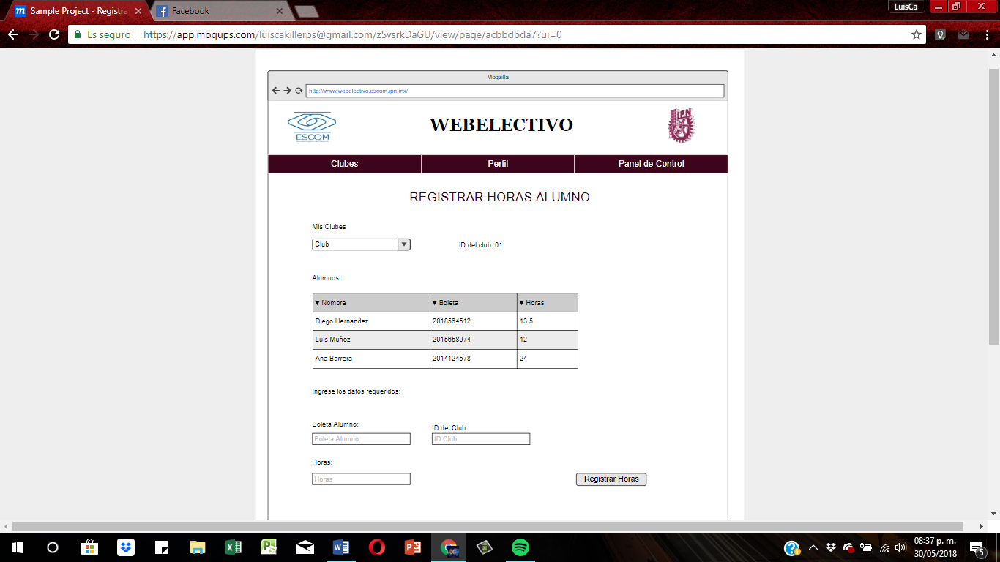 Sample Project - Registra
Facebook
LuisCa
Es seguro
https://app.moqups.com/luiscakillerps@gmail.com/zSvsrkDaGU/view/page/acbbdbda7?ui=0
Moqzilla
http://www.webelectivo.escom.ipn.mx/
ESCOM
WEBELECTIVO
IPN
Clubes Perfil Panel de Control
REGISTRAR HORAS ALUMNO
Mis Clubes
Club ID del club: 01
Alumnos:
Nombre Boleta Horas
Diego Hernandez 2018564512 13.5
Luis Muñoz 2015658974 12
Ana Barrera 2014124578 24
Ingrese los datos requeridos:
Boleta Alumno: ID del Club:
Boleta Alumno ID Club
Horas:
Horas Registrar Horas
08:37 p. m.
30/05/2018
5